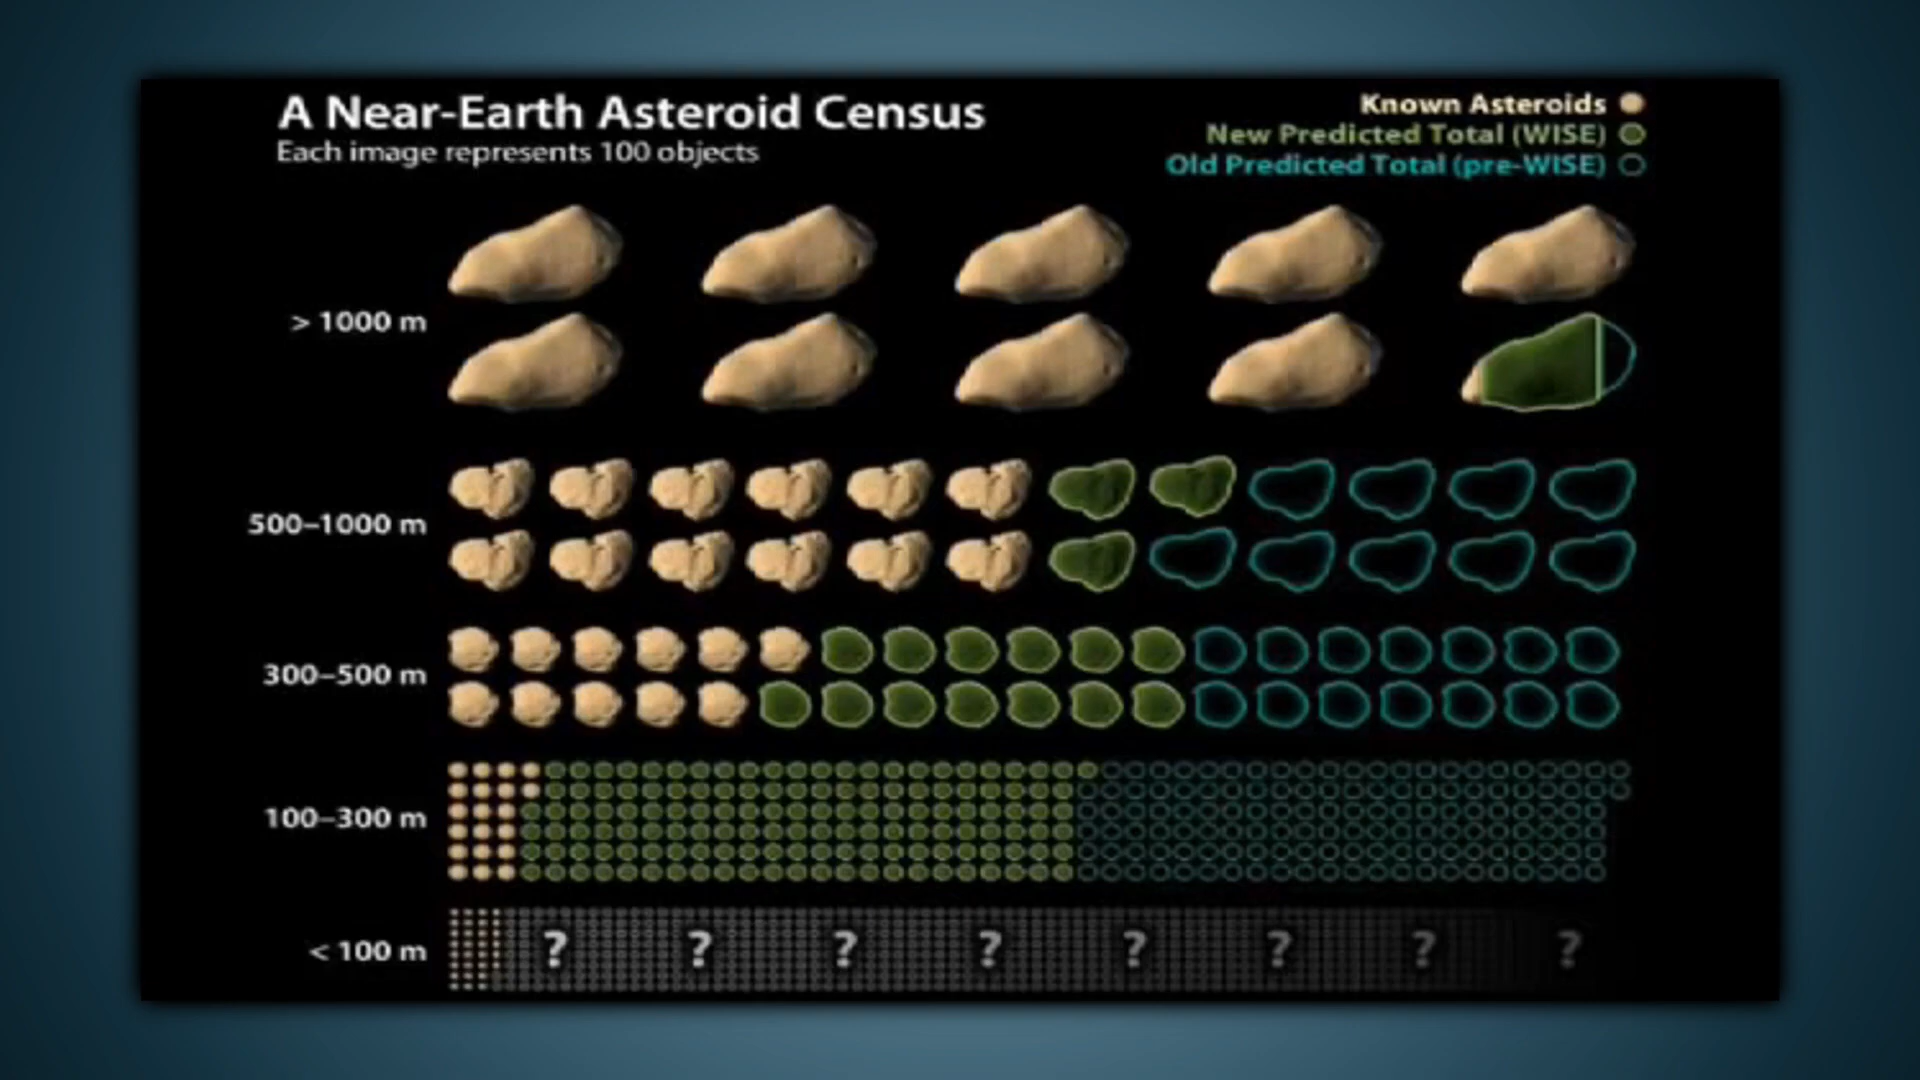 A Near-Earth Asteroid Census
Each image represents 100 objects
Known Asteroids
New Predicted Total (WISE)
Old Predicted Total (pre-WISE)
> 1000 m
500–1000 m
300–500 m
100–300 m
< 100 m
? ? ? ? ? ? ? ?